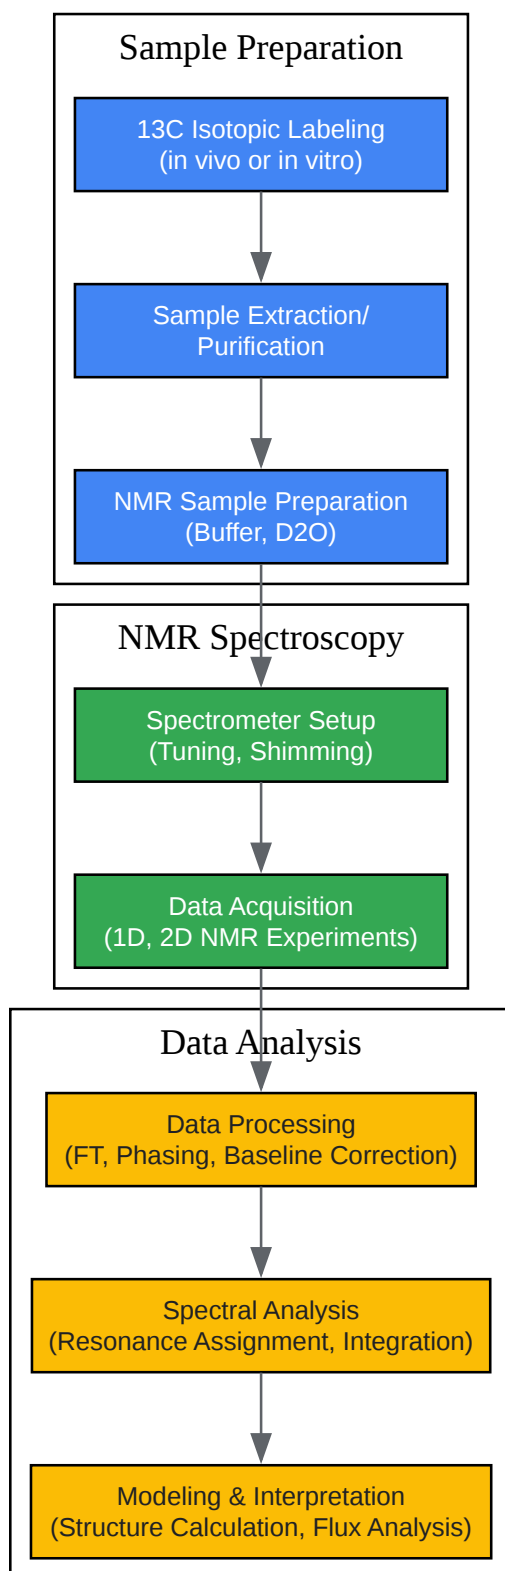 Sample Preparation
13C Isotopic Labeling
(in vivo or in vitro)
Sample Extraction/
Purification
NMR Sample Preparation
(Buffer, D2O)
NMR Spectroscopy
Spectrometer Setup
(Tuning, Shimming)
Data Acquisition
(1D, 2D NMR Experiments)
Data Analysis
Data Processing
(FT, Phasing, Baseline Correction)
Spectral Analysis
(Resonance Assignment, Integration)
Modeling & Interpretation
(Structure Calculation, Flux Analysis)